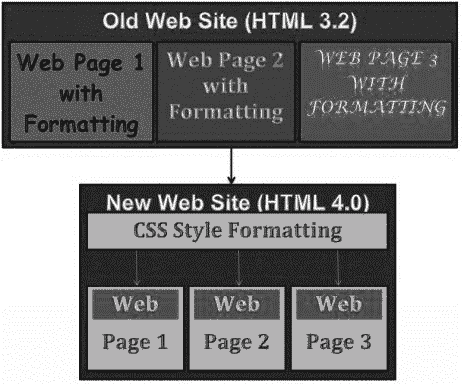 Old Web Site (HTML 3.2)
Web Page 1
with
Formatting
Web Page 2
with
Formatting
WEB PAGE 3
WITH
FORMATTING
New Web Site (HTML 4.0)
CSS Style Formatting
Web
Page 1
Web
Page 2
Web
Page 3